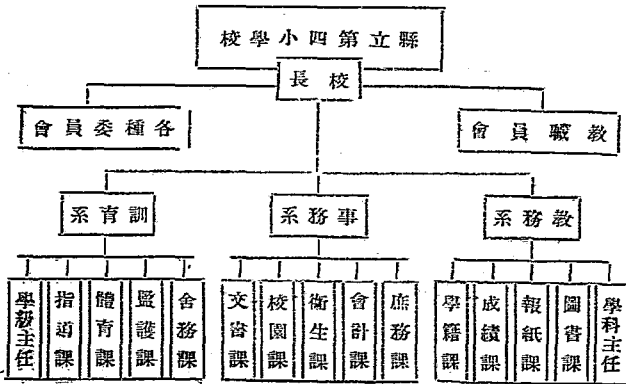 縣立第四小學校
校長
教職員會
各種委員會
教務系
事務系
訓育系
學科主任
圖書課
報紙課
成績課
學籍課
庶務課
會計課
衛生課
校園課
文書課
舍務課
監護課
體育課
指導課
學級主任